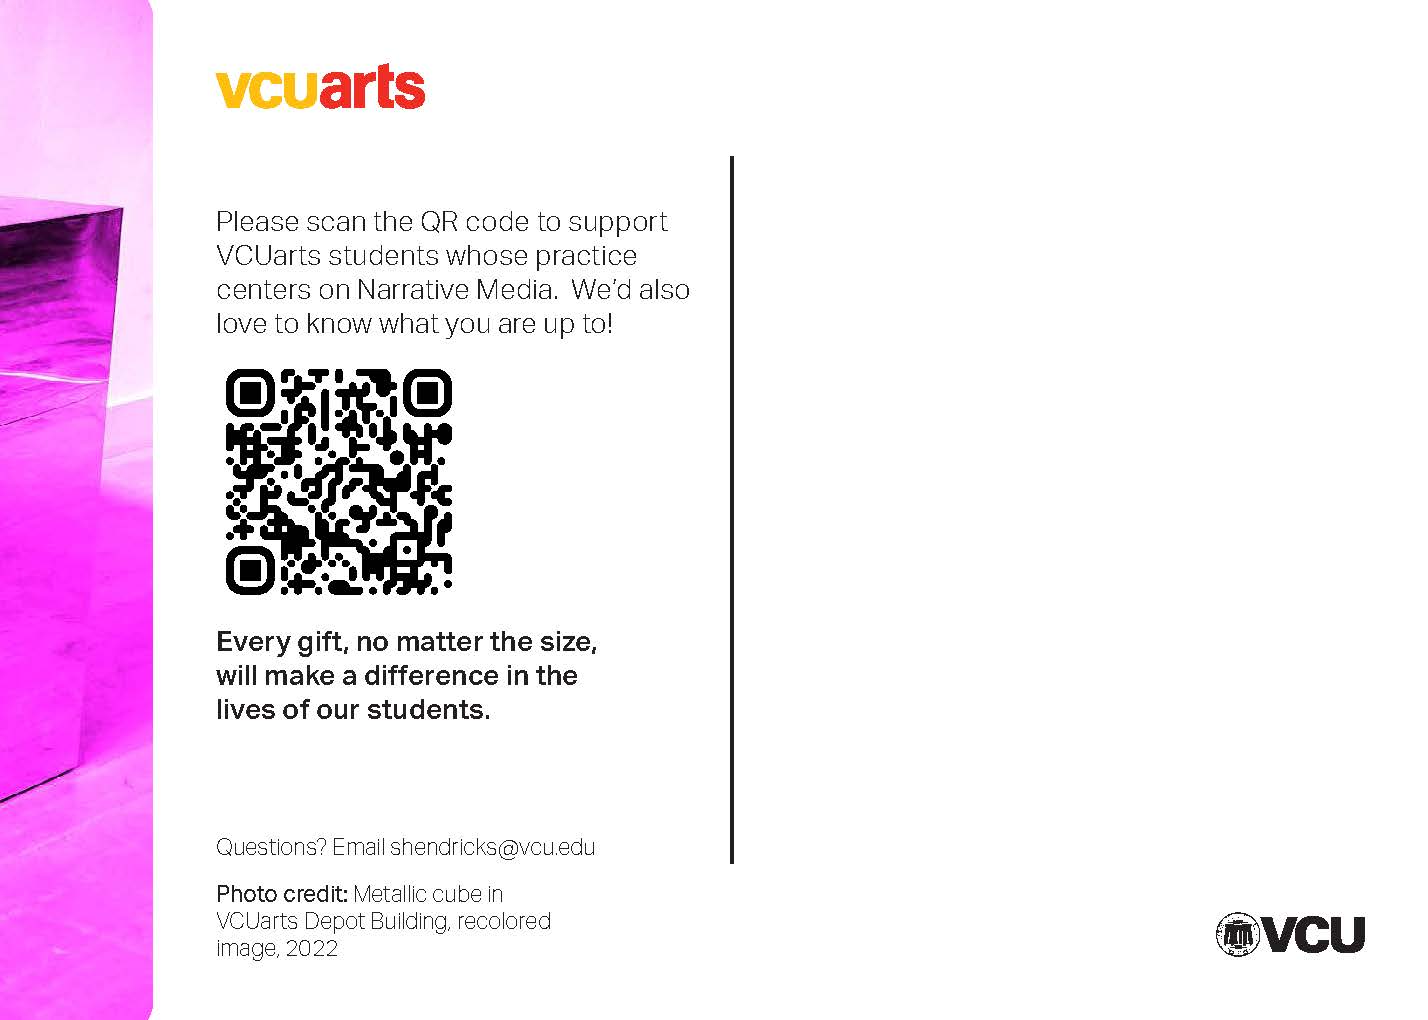 vcuarts
Please scan the QR code to support
VCUarts students whose practice
centers on Narrative Media.  We’d also
love to know what you are up to!
Every gift, no matter the size,
will make a difference in the
lives of our students.
Questions? Email shendricks@vcu.edu
Photo credit: Metallic cube in
VCUarts Depot Building, recolored
image, 2022
VCU